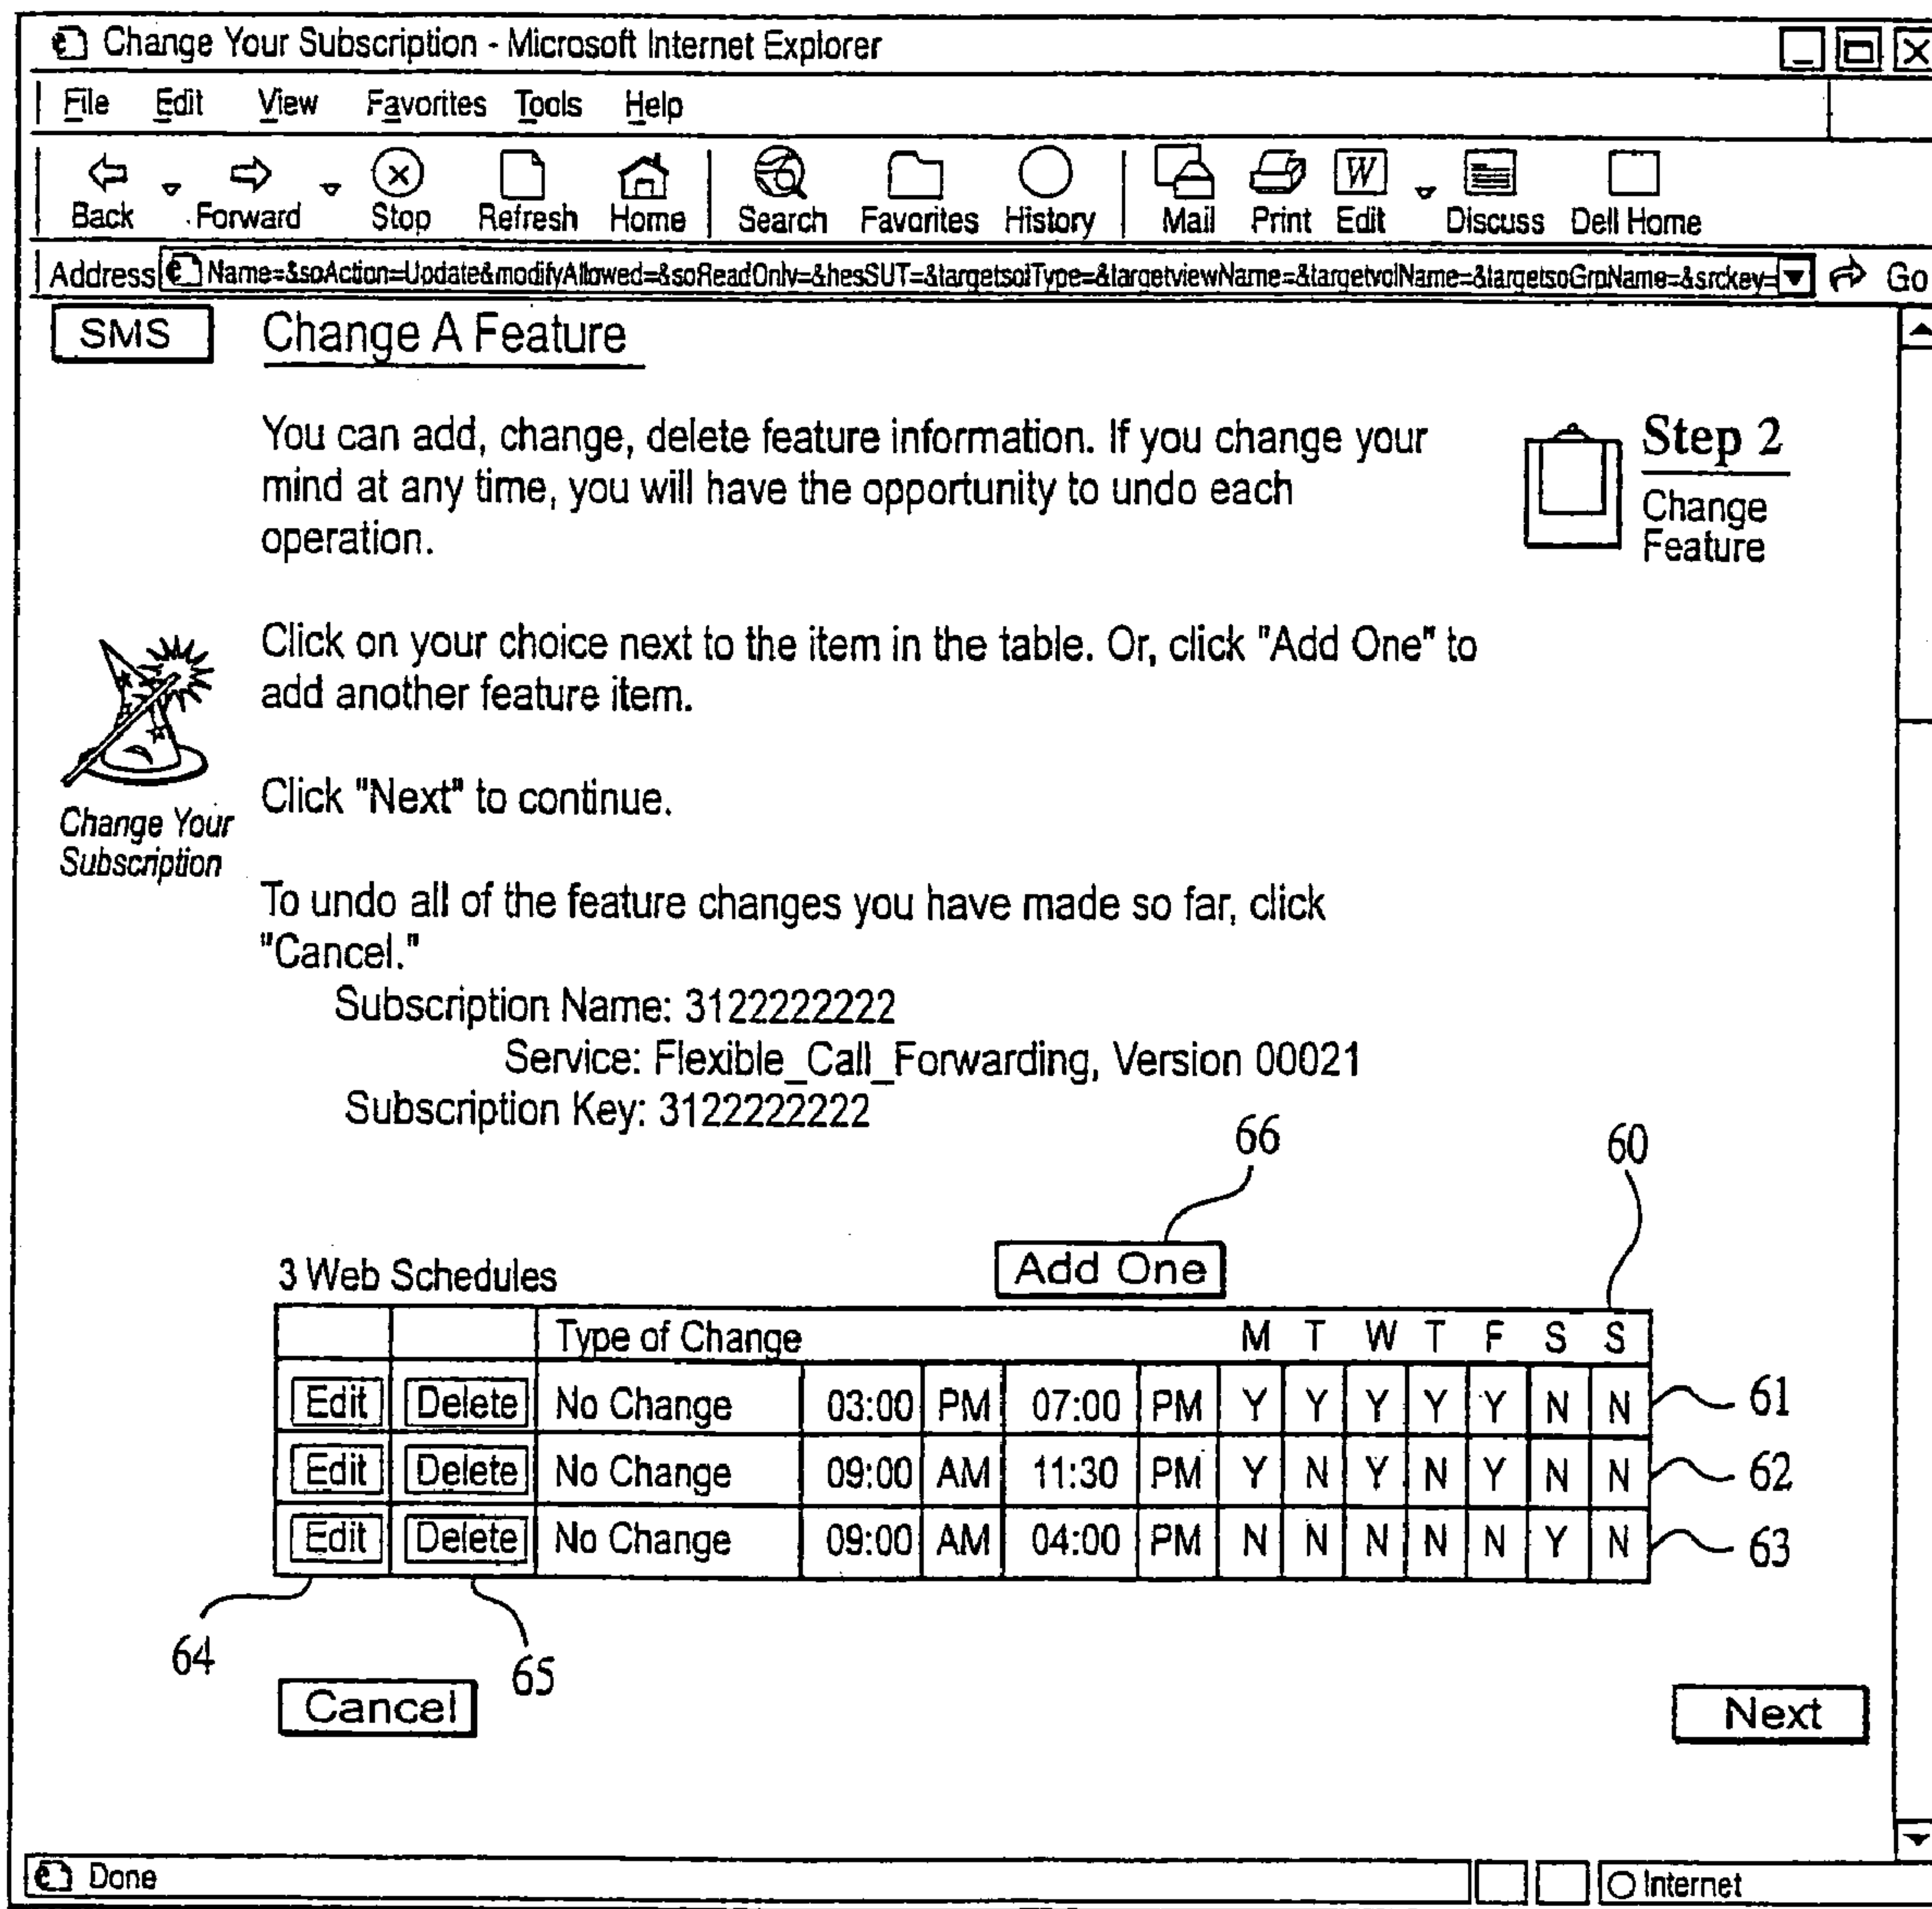 Change Your Subscription - Microsoft Internet Explorer
File Edit View Favorites Tools Help
Back Forward Stop Refresh Home Search Favorites History Mail Print Edit Discuss Dell Home
Address Name=&soAction=Update&modifyAllowed=&soReadOnly=&hesSUT=&targetsolType=&targetviewName=&targetvolName=&targetsoGrpName=&srckey= Go
SMS Change A Feature
You can add, change, delete feature information. If you change your
mind at any time, you will have the opportunity to undo each
operation.
Step 2
Change
Feature
Click on your choice next to the item in the table. Or, click "Add One" to
add another feature item.
Click "Next" to continue.
Change Your
Subscription
To undo all of the feature changes you have made so far, click
"Cancel."
Subscription Name: 3122222222
Service: Flexible_Call_Forwarding, Version 00021
Subscription Key: 3122222222
66
60
3 Web Schedules Add One
Type of Change M T W T F S S
Edit Delete No Change 03:00 PM 07:00 PM Y Y Y Y Y N N 61
Edit Delete No Change 09:00 AM 11:30 PM Y N Y N Y N N 62
Edit Delete No Change 09:00 AM 04:00 PM N N N N N Y N 63
64
65
Cancel Next
Done Internet